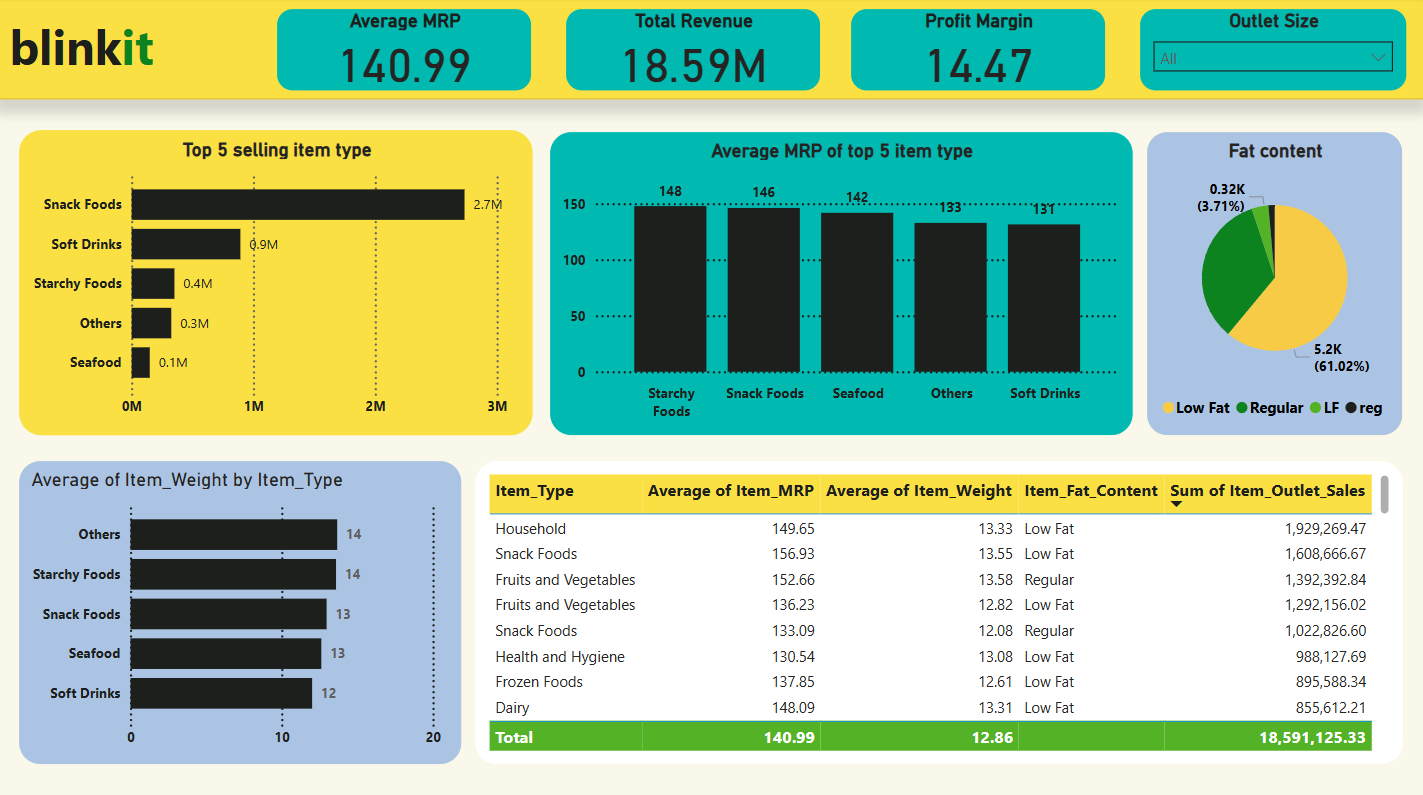 blinkit
Average MRP
140.99
Total Revenue
18.59M
Profit Margin
14.47
Outlet Size
All
Top 5 selling item type
Snack Foods 2.7M
Soft Drinks 0.9M
Starchy Foods 0.4M
Others 0.3M
Seafood 0.1M
0M 1M 2M 3M
Average MRP of top 5 item type
148 146 142 133 131
150
100
50
0
Starchy Foods Snack Foods Seafood Others Soft Drinks
Fat content
0.32K
(3.71%)
5.2K
(61.02%)
Low Fat Regular LF reg
Average of Item_Weight by Item_Type
Others 14
Starchy Foods 14
Snack Foods 13
Seafood 13
Soft Drinks 12
0 10 20
Item_Type Average of Item_MRP Average of Item_Weight Item_Fat_Content Sum of Item_Outlet_Sales
Household 149.65 13.33 Low Fat 1,929,269.47
Snack Foods 156.93 13.55 Low Fat 1,608,666.67
Fruits and Vegetables 152.66 13.58 Regular 1,392,392.84
Fruits and Vegetables 136.23 12.82 Low Fat 1,292,156.02
Snack Foods 133.09 12.08 Regular 1,022,826.60
Health and Hygiene 130.54 13.08 Low Fat 988,127.69
Frozen Foods 137.85 12.61 Low Fat 895,588.34
Dairy 148.09 13.31 Low Fat 855,612.21
Total 140.99 12.86 18,591,125.33